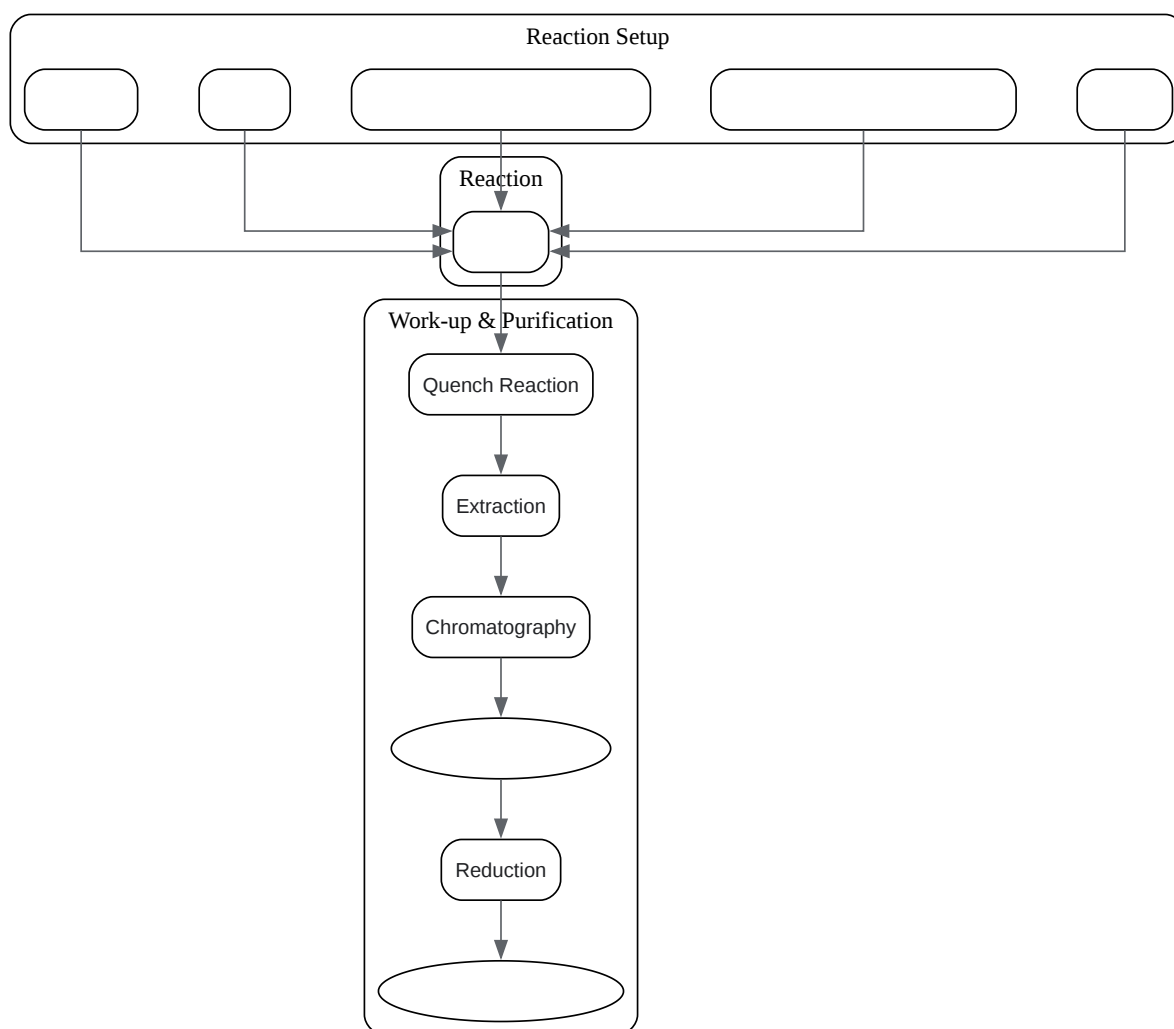 Reaction Setup
Reaction
Work-up & Purification
Quench Reaction
Extraction
Chromatography
Reduction